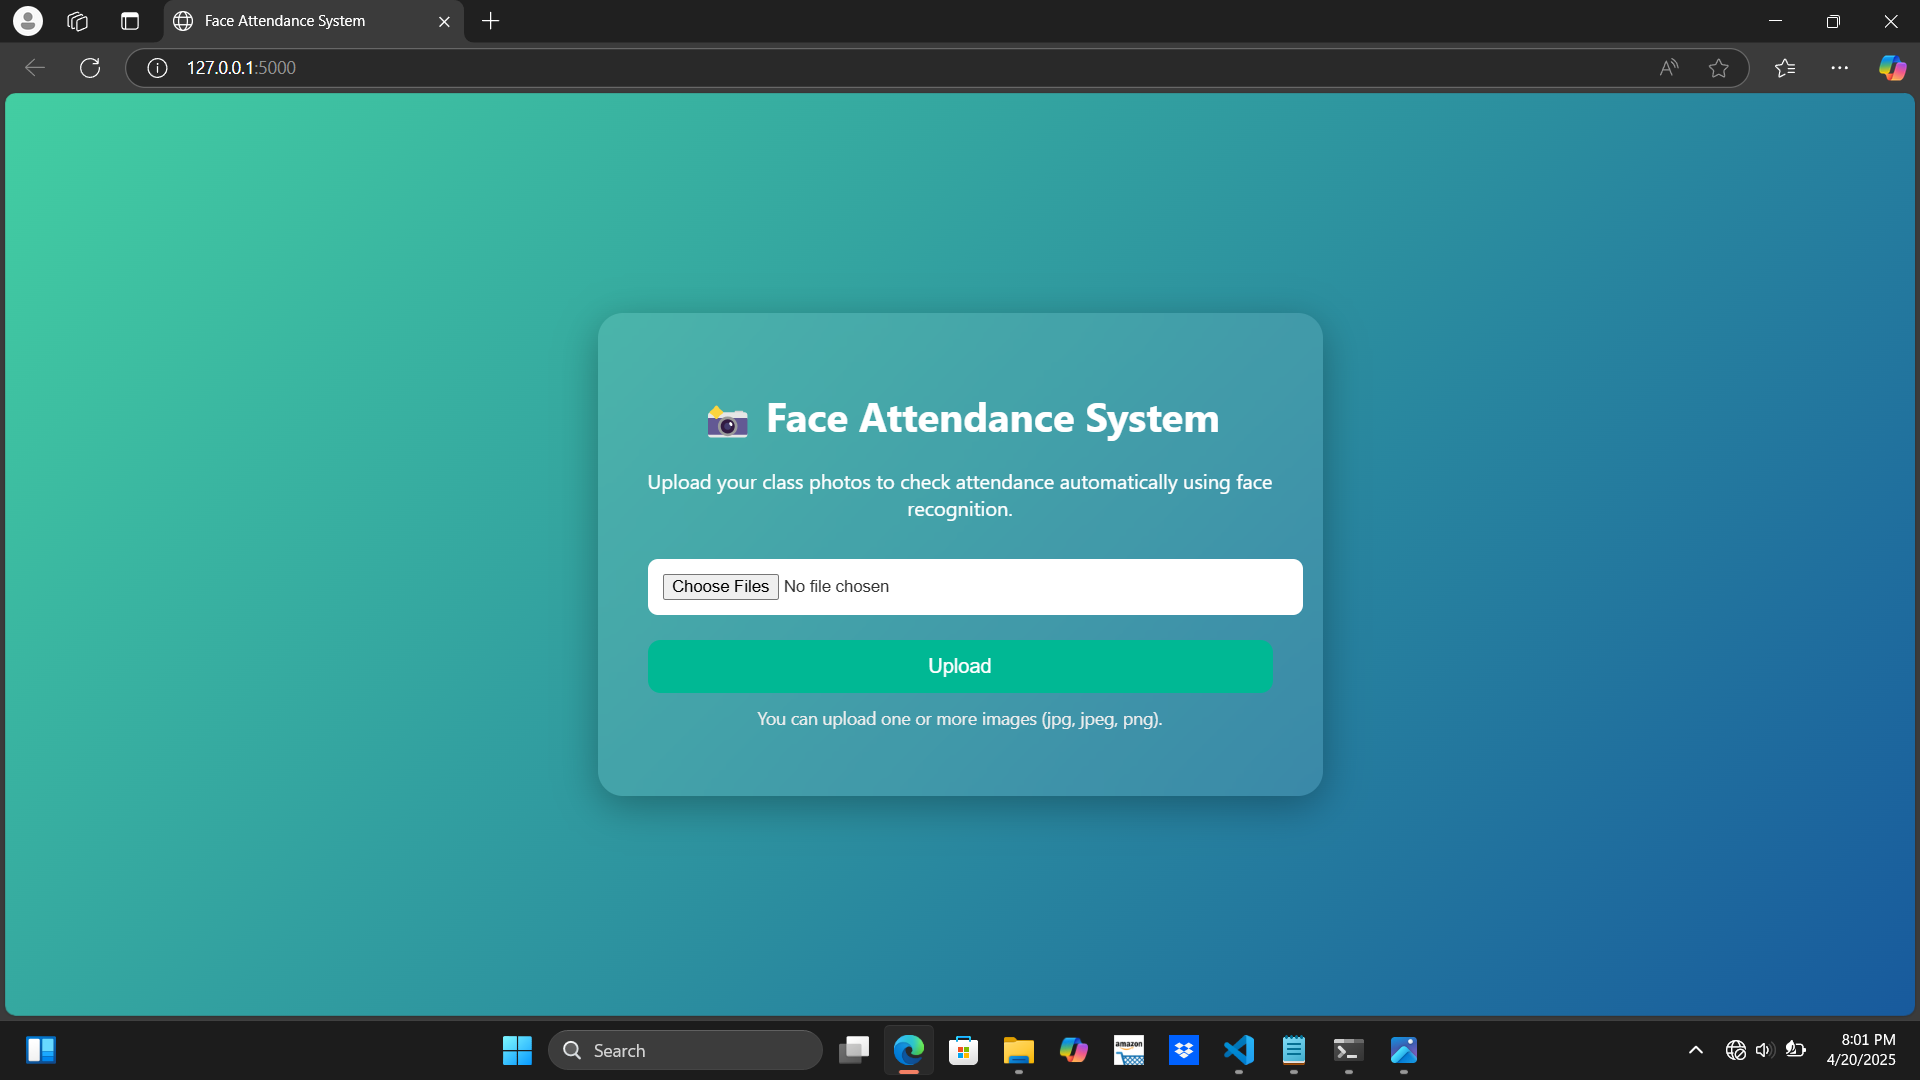 Face Attendance System
127.0.0.1:5000
Face Attendance System
Upload your class photos to check attendance automatically using face
recognition.
Choose Files No file chosen
Upload
You can upload one or more images (jpg, jpeg, png).
Search
amazon
8:01 PM
4/20/2025